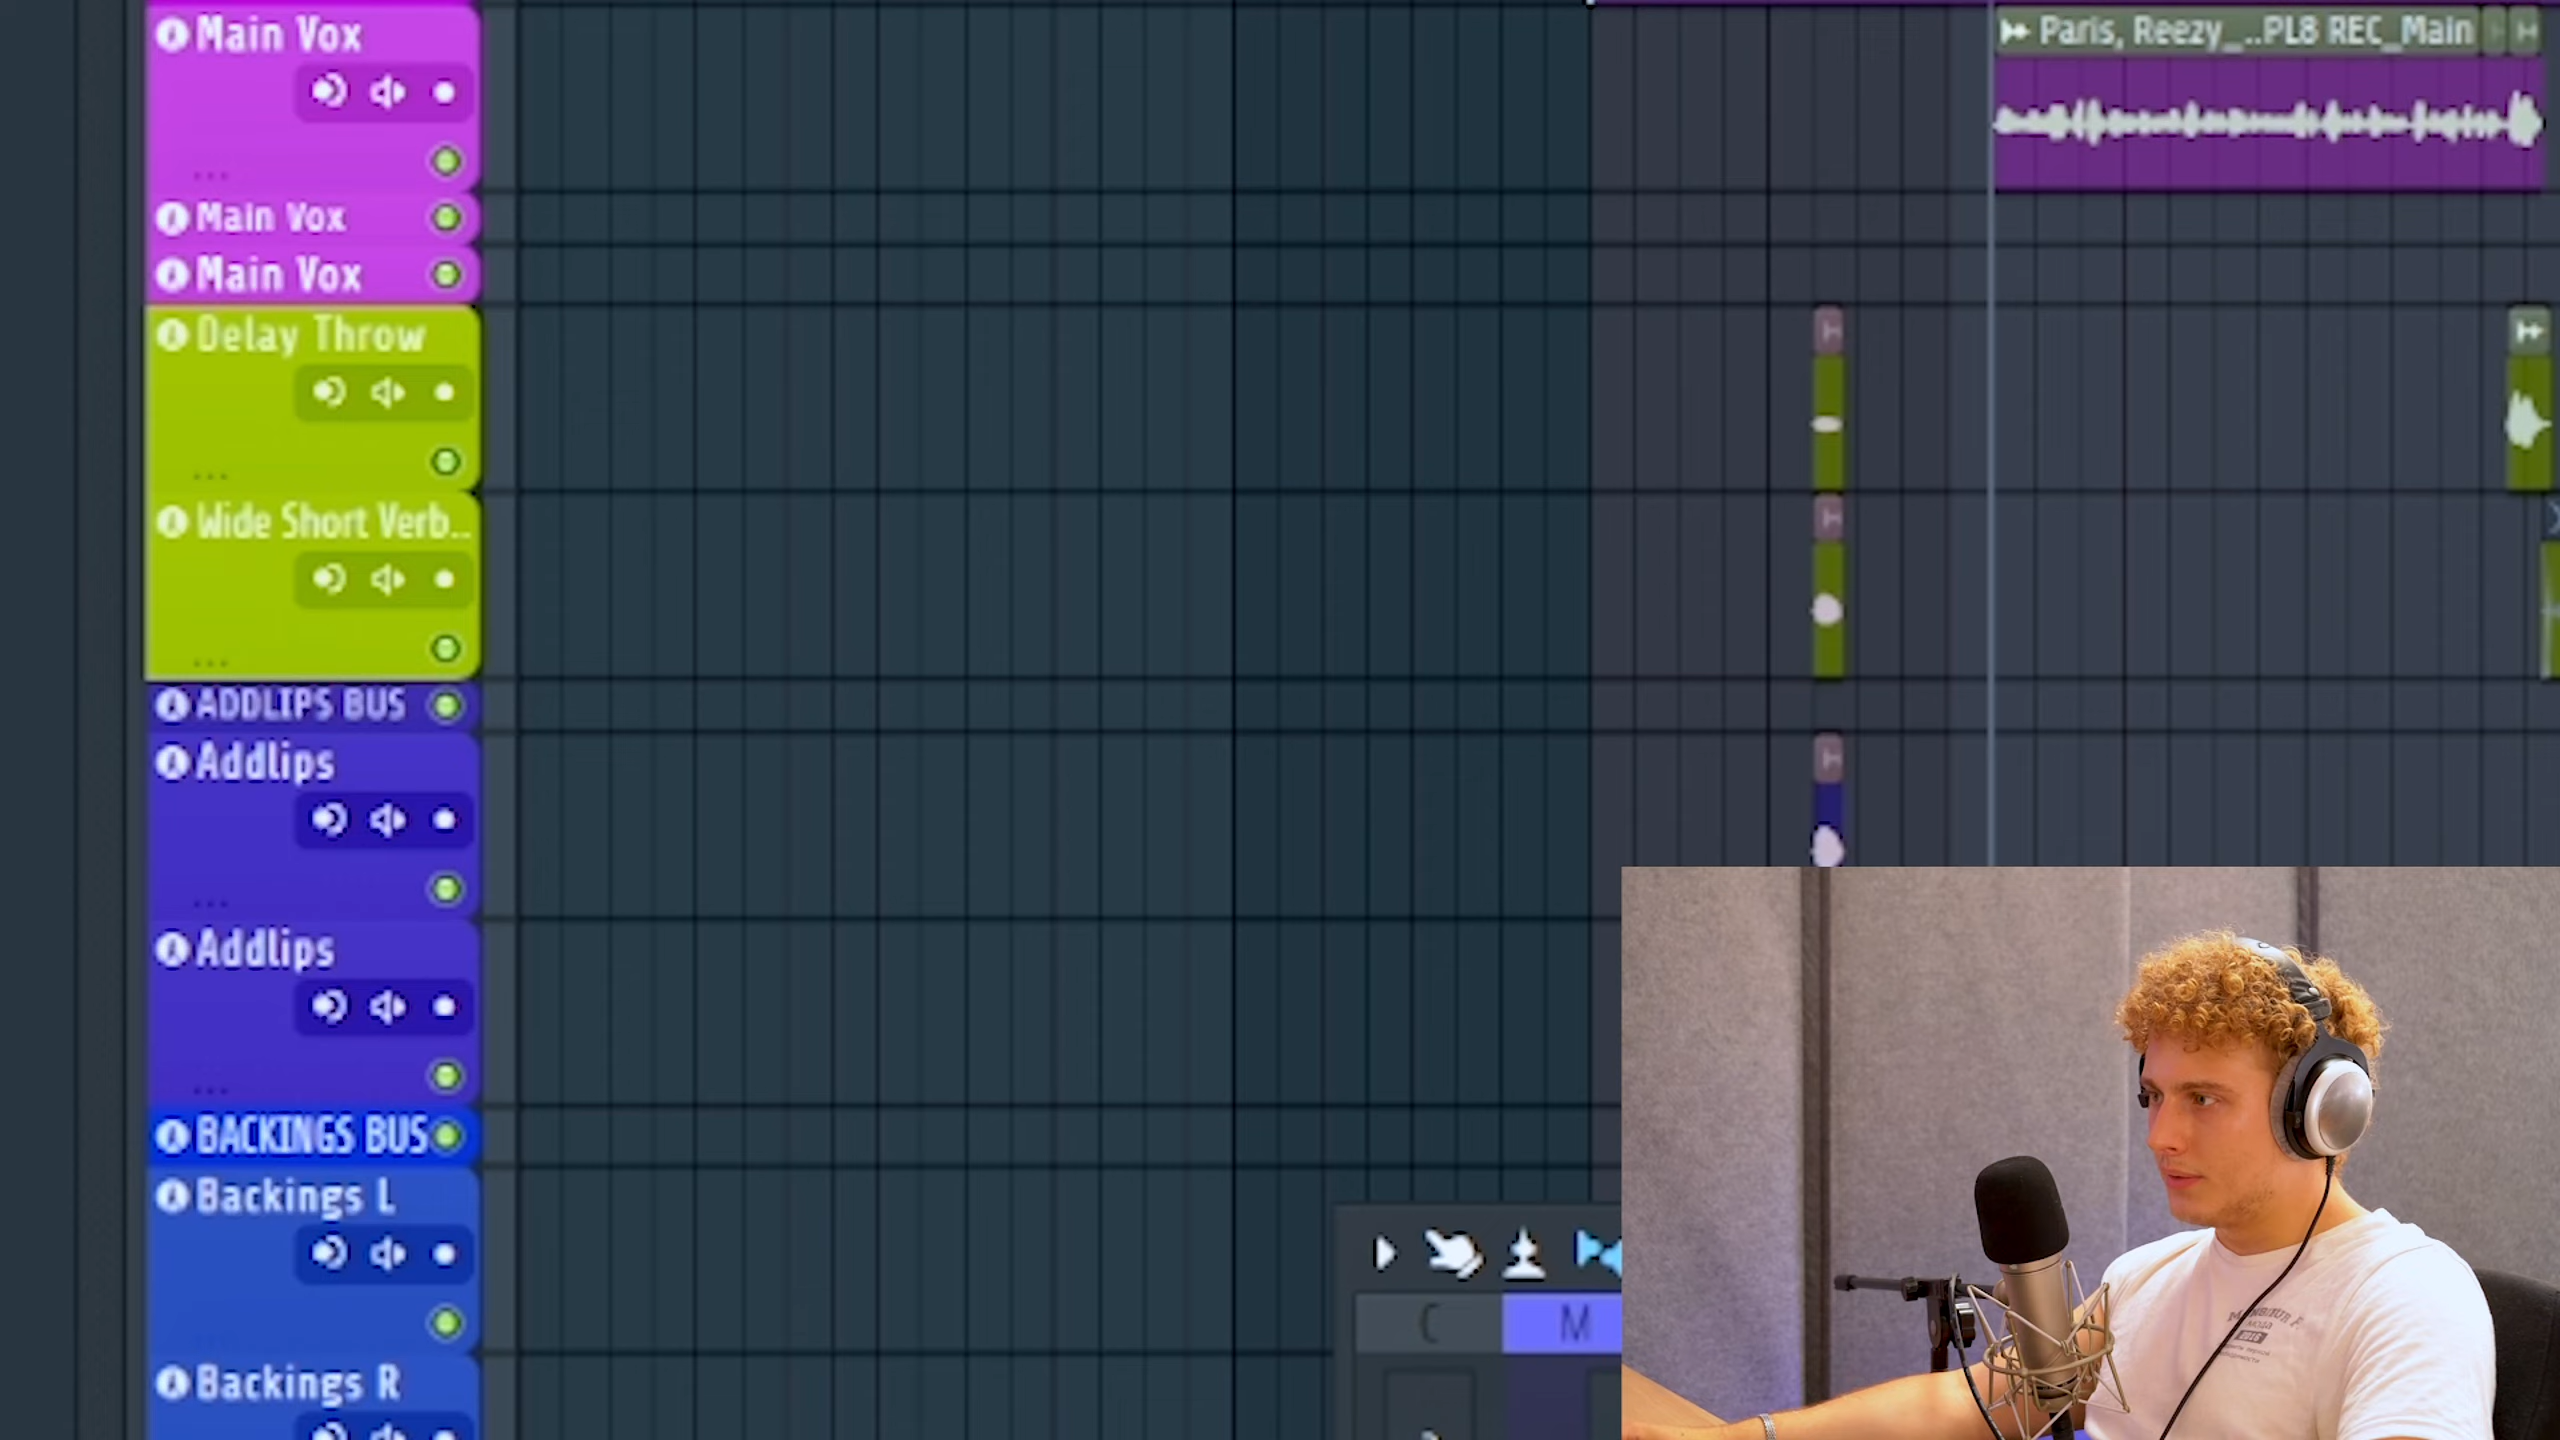 Main Vox
Paris, Reezy_..PL8 REC_Main
Main Vox
Main Vox
Delay Throw
Wide Short Verb..
ADDLIPS BUS
Addlips
Addlips
BACKINGS BUS
Backings L
C
M
Backings R